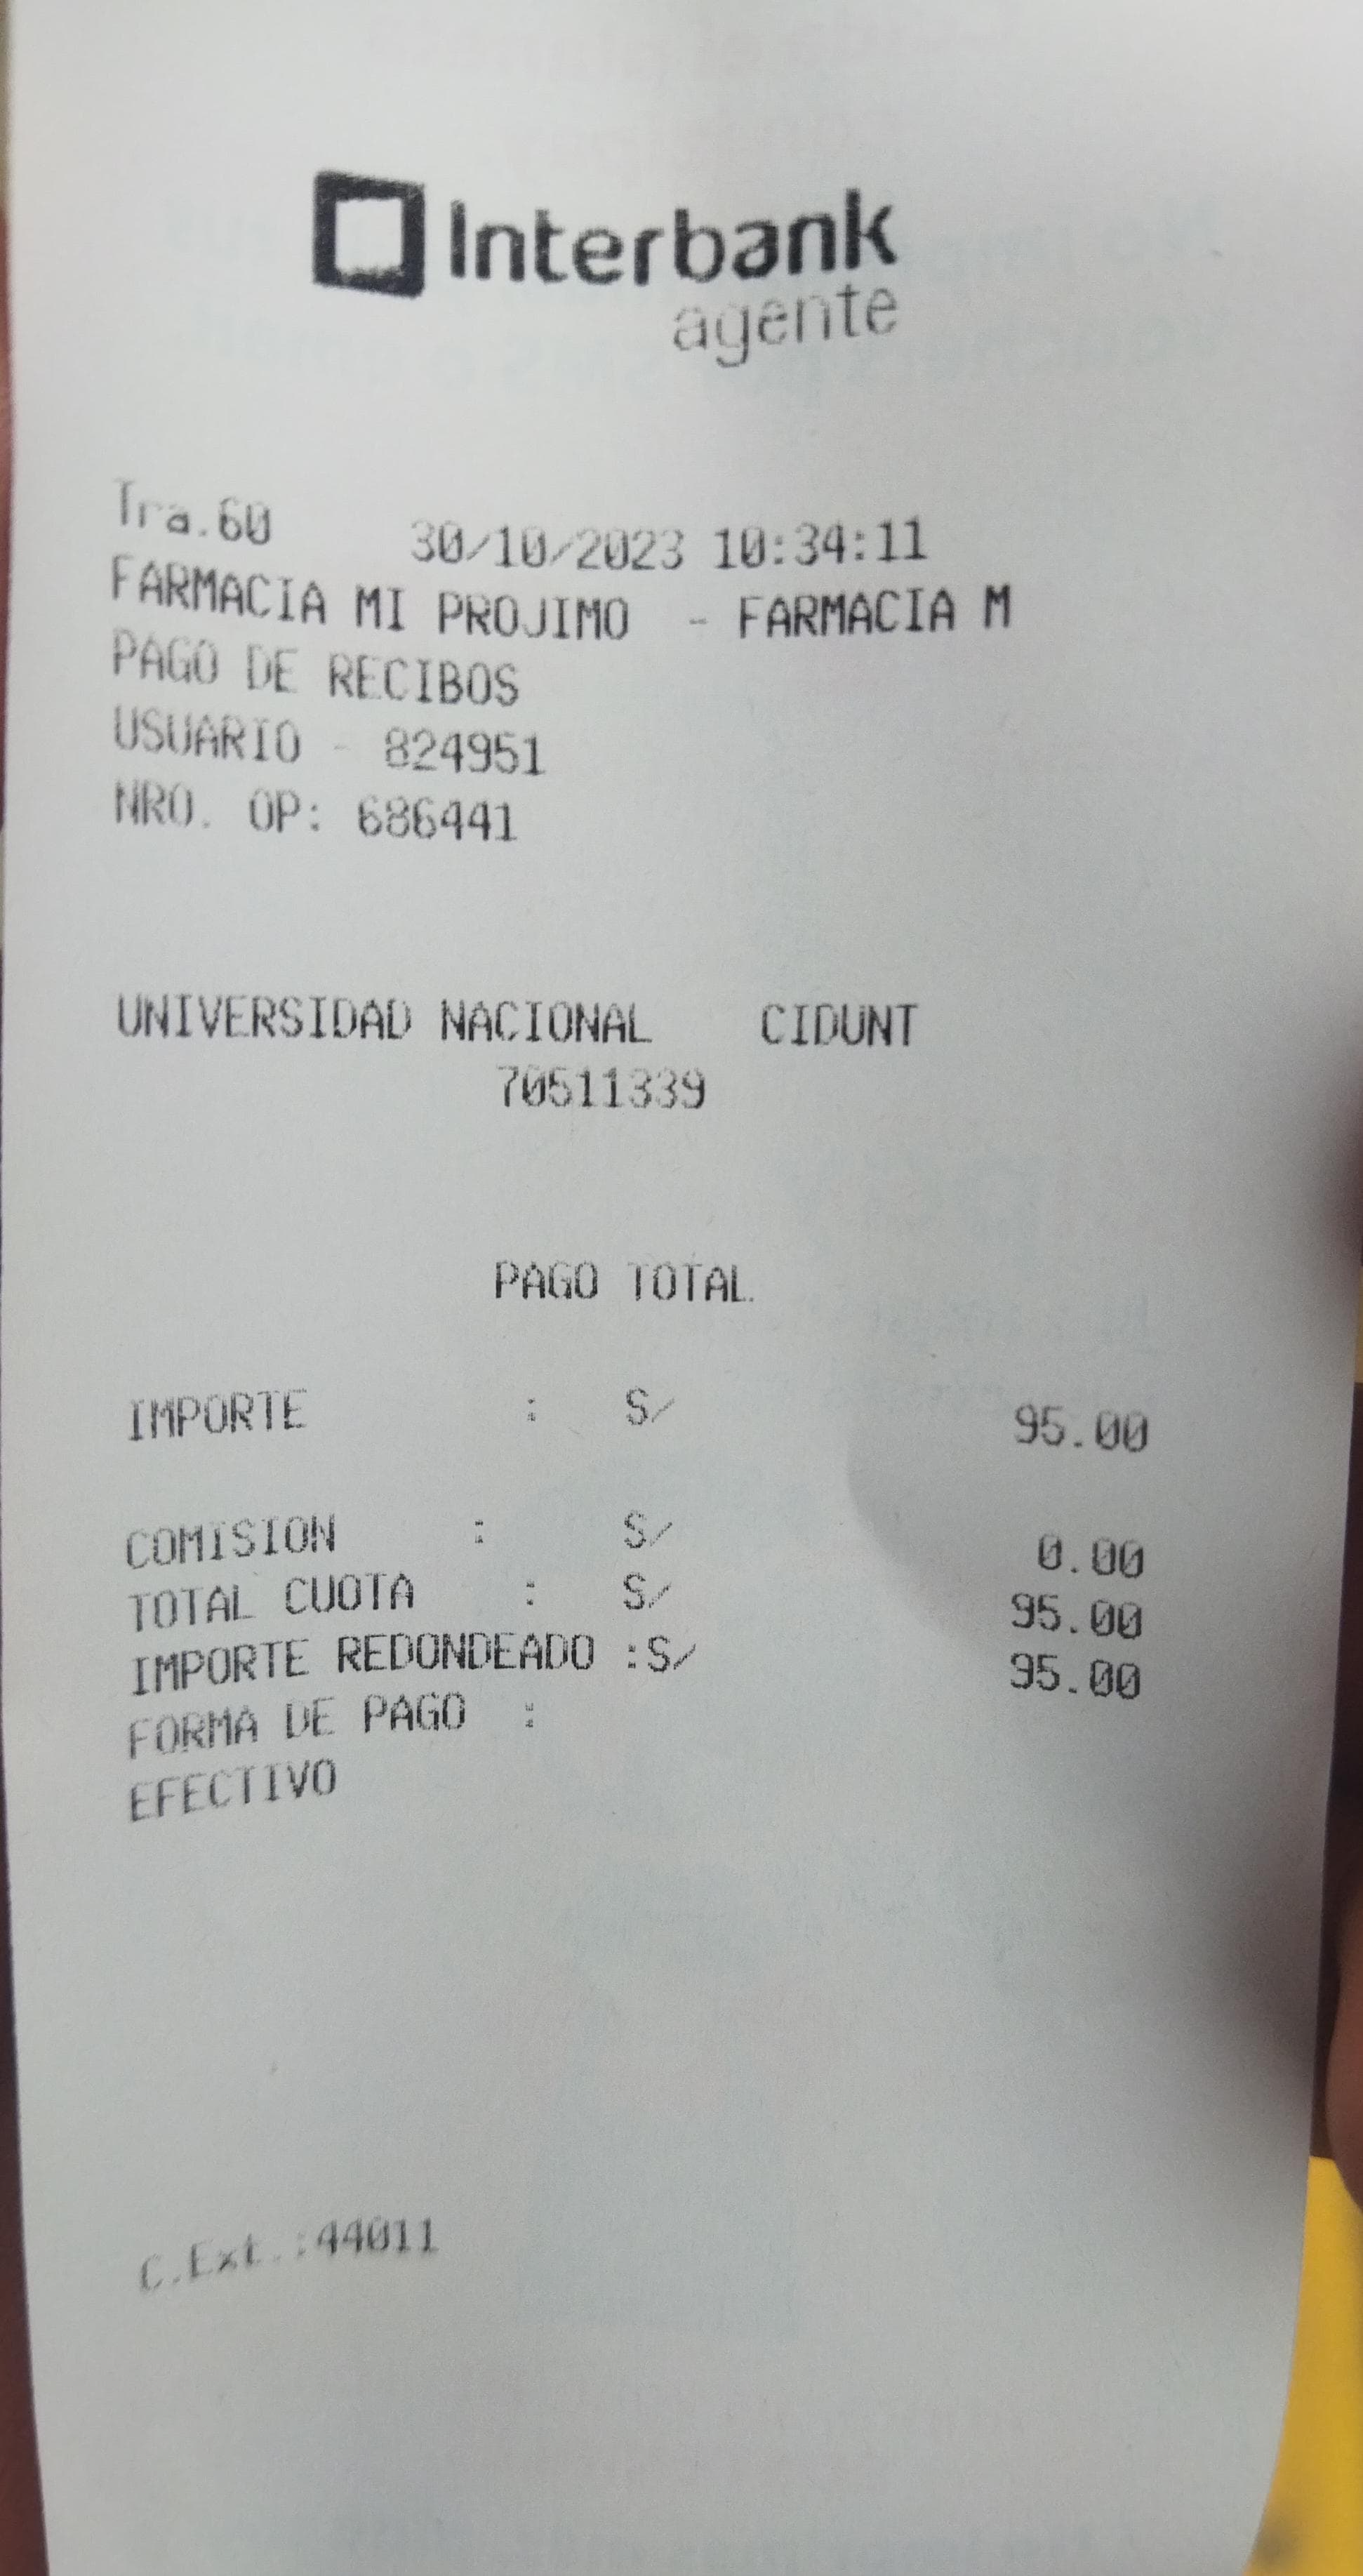 Interbank
agente
Tra.60 30/10/2023 10:34:11
FARMACIA MI PROJIMO - FARMACIA M
PAGO DE RECIBOS
USUARIO - 824951
NRO. OP: 686441
UNIVERSIDAD NACIONAL CIDUNT
70511339
PAGO TOTAL
IMPORTE : S/ 95.00
COMISION : S/ 0.00
TOTAL CUOTA : S/ 95.00
IMPORTE REDONDEADO :S/ 95.00
FORMA DE PAGO :
EFECTIVO
C.Ext.:44011